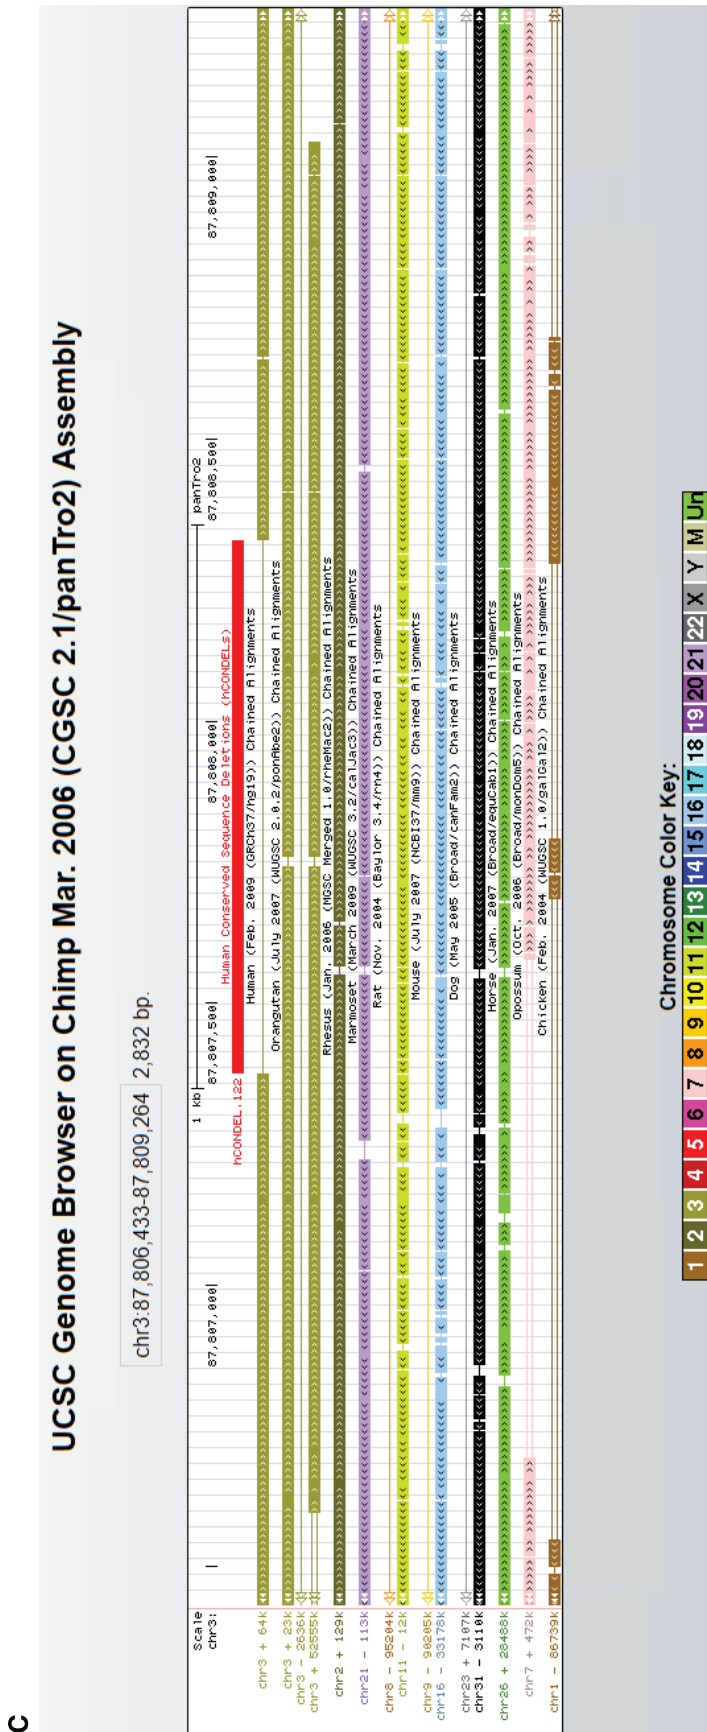 C
UCSC Genome Browser on Chimp Mar. 2006 (CGSC 2.1/panTro2) Assembly
chr3:87,806,433-87,809,264 2,832 bp.
Scale 1 kb panTro2
chr3: | 87,807,000| 87,807,500| 87,808,000| 87,808,500| 87,809,000|
Human Conserved Sequence Deletions (hCONDELs)
hCONDEL.122
Human (Feb. 2009 (GRCh37/hg19)) Chained Alignments
chr3 + 64k
Orangutan (July 2007 (WUGSC 2.0.2/ponAbe2)) Chained Alignments
chr3 + 23k
chr3 - 2636k
chr3 + 52555k
Rhesus (Jan. 2006 (MGSC Merged 1.0/rheMac2)) Chained Alignments
chr2 + 129k
Marmoset (March 2009 (WUGSC 3.2/calJac3)) Chained Alignments
chr21 - 113k
Rat (Nov. 2004 (Baylor 3.4/rn4)) Chained Alignments
chr8 - 95204k
chr11 - 12k
Mouse (July 2007 (NCBI37/mm9)) Chained Alignments
chr9 - 90205k
chr16 - 33178k
Dog (May 2005 (Broad/canFam2)) Chained Alignments
chr23 + 7107k
chr31 - 3110k
Horse (Jan. 2007 (Broad/equCab1)) Chained Alignments
chr26 + 28488k
Opossum (Oct. 2006 (Broad/monDom5)) Chained Alignments
chr7 + 472k
Chicken (Feb. 2004 (WUGSC 1.0/galGal2)) Chained Alignments
chr1 - 86739k
Chromosome Color Key:
1 2 3 4 5 6 7 8 9 10 11 12 13 14 15 16 17 18 19 20 21 22 X Y M Un